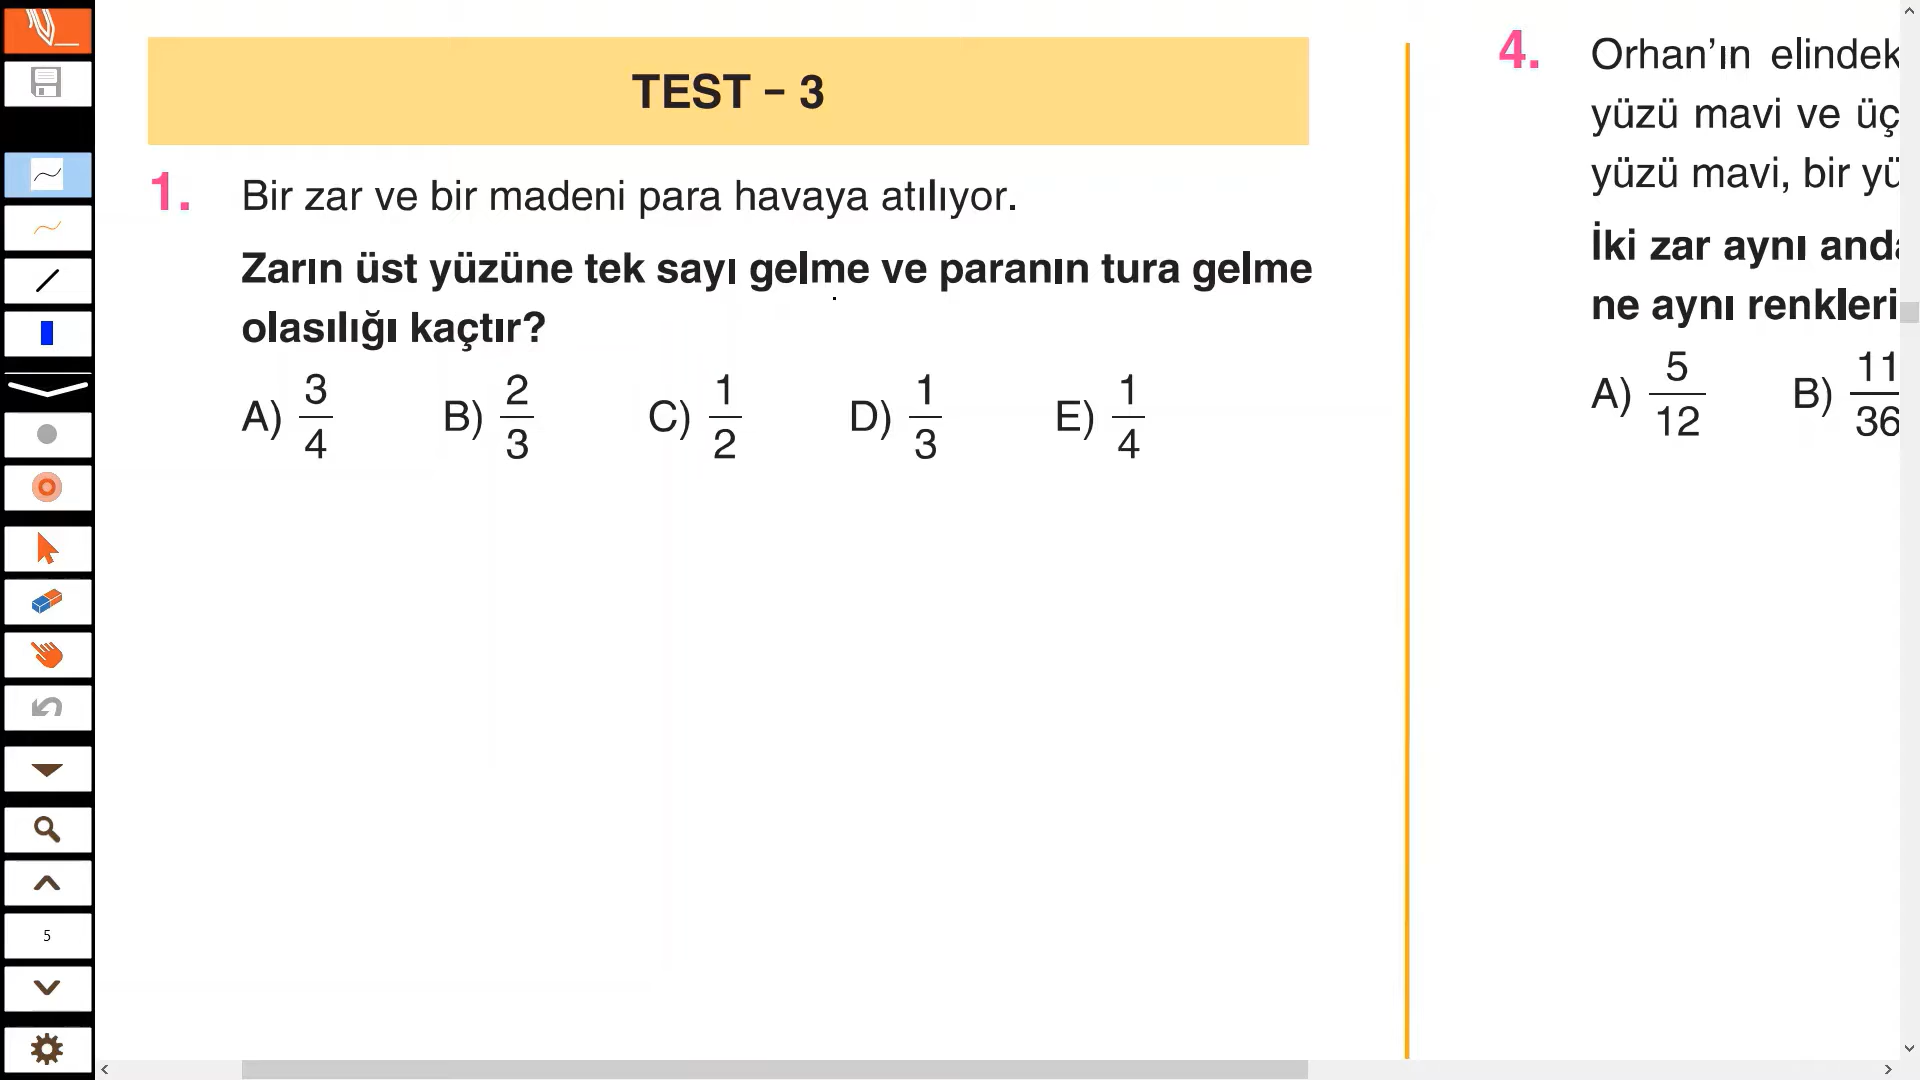 TEST – 3
1. Bir zar ve bir madeni para havaya atılıyor.
Zarın üst yüzüne tek sayı gelme ve paranın tura gelme
olasılığı kaçtır?
A) 3/4 B) 2/3 C) 1/2 D) 1/3 E) 1/4
4. Orhan’ın elindek
yüzü mavi ve üç
yüzü mavi, bir yü
İki zar aynı anda
ne aynı renkleri
A) 5/12 B) 11/36
5